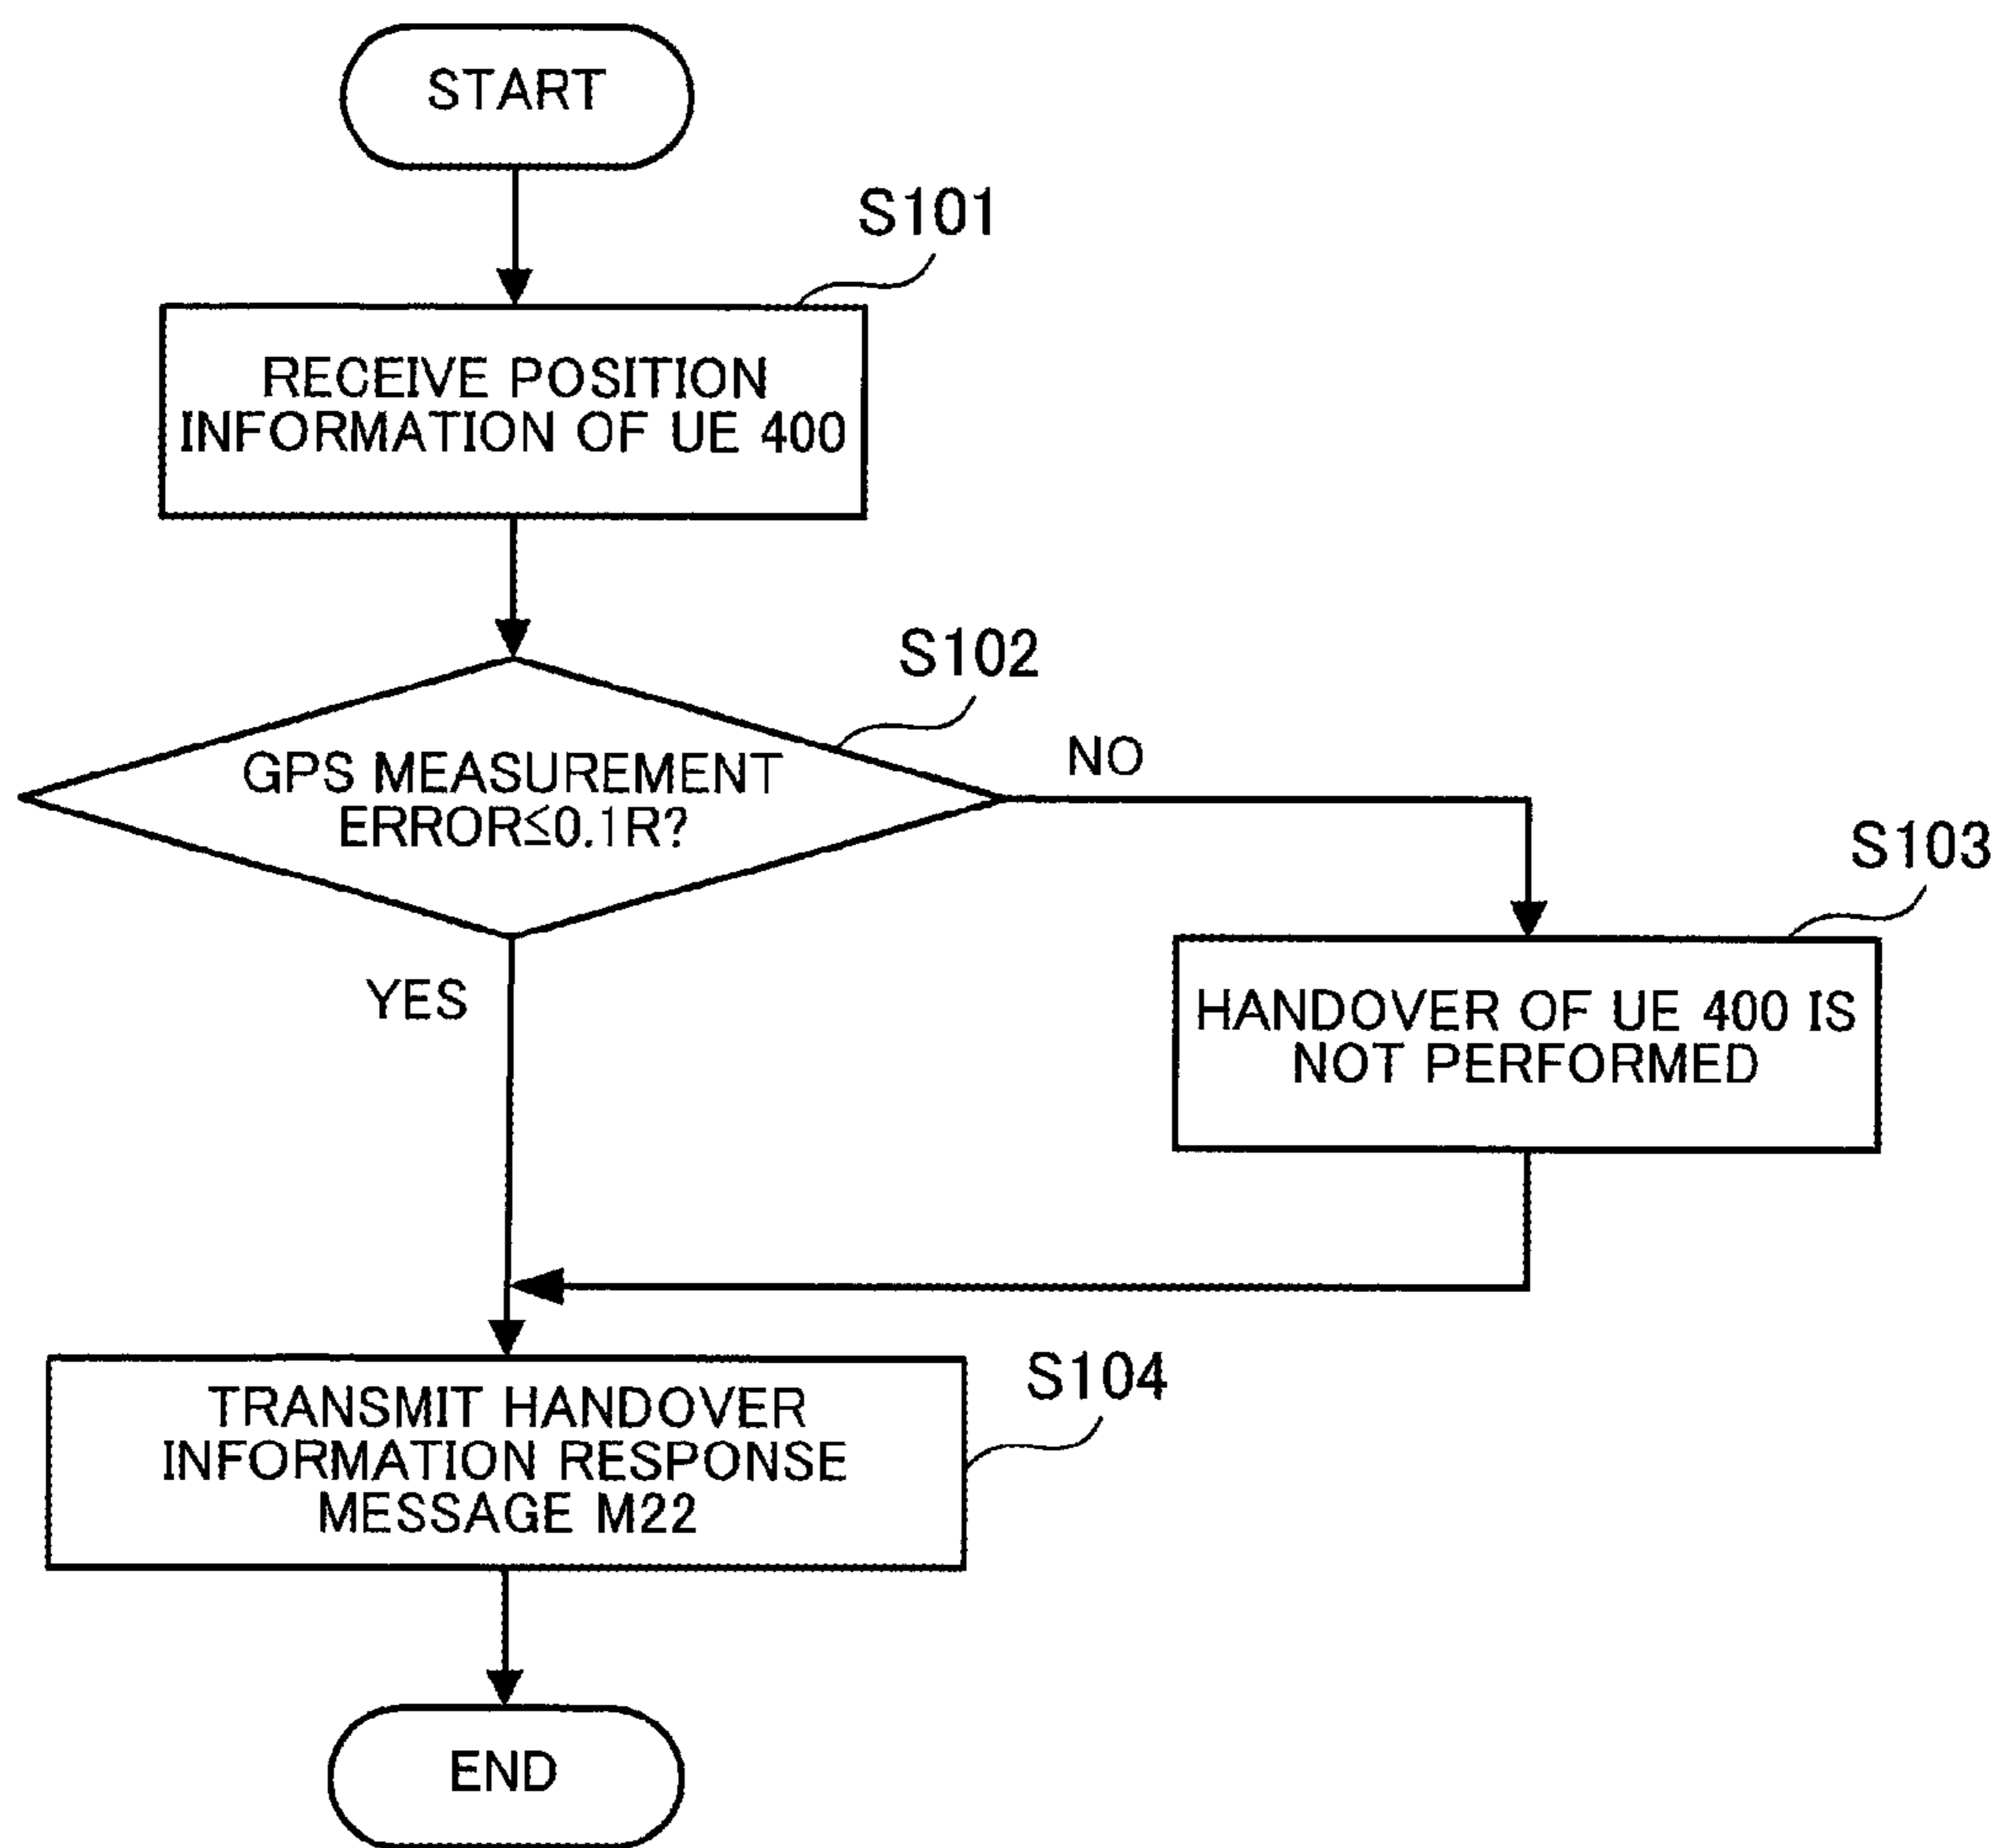 START
S101
RECEIVE POSITION
INFORMATION OF UE 400
S102
GPS MEASUREMENT
ERROR≤0.1R?
NO
YES
S103
HANDOVER OF UE 400 IS
NOT PERFORMED
S104
TRANSMIT HANDOVER
INFORMATION RESPONSE
MESSAGE M22
END